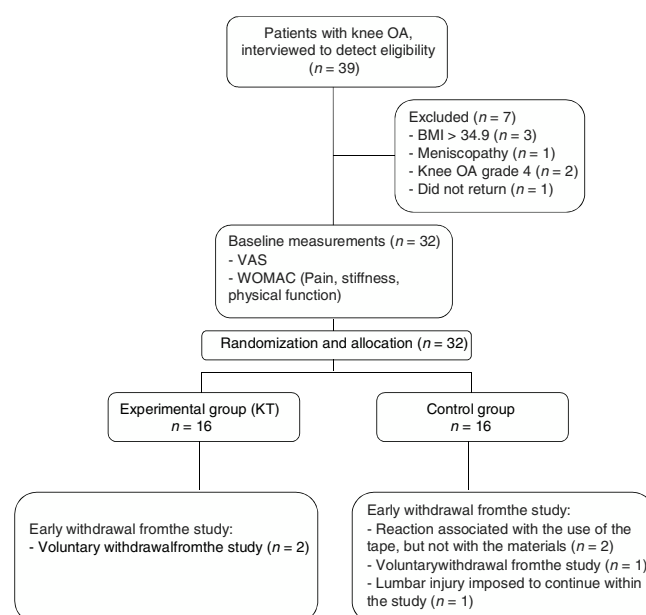 Patients with knee OA,
interviewed to detect eligibility
(n = 39)
Excluded (n = 7)
- BMI > 34.9 (n = 3)
- Meniscopathy (n = 1)
- Knee OA grade 4 (n = 2)
- Did not return (n = 1)
Baseline measurements (n = 32)
- VAS
- WOMAC (Pain, stiffness,
physical function)
Randomization and allocation (n = 32)
Experimental group (KT)
n = 16
Control group
n = 16
Early withdrawal fromthe study:
- Voluntary withdrawalfromthe study (n = 2)
Early withdrawal fromthe study:
- Reaction associated with the use of the
tape, but not with the materials (n = 2)
- Voluntarywithdrawal fromthe study (n = 1)
- Lumbar injury imposed to continue within
the study (n = 1)